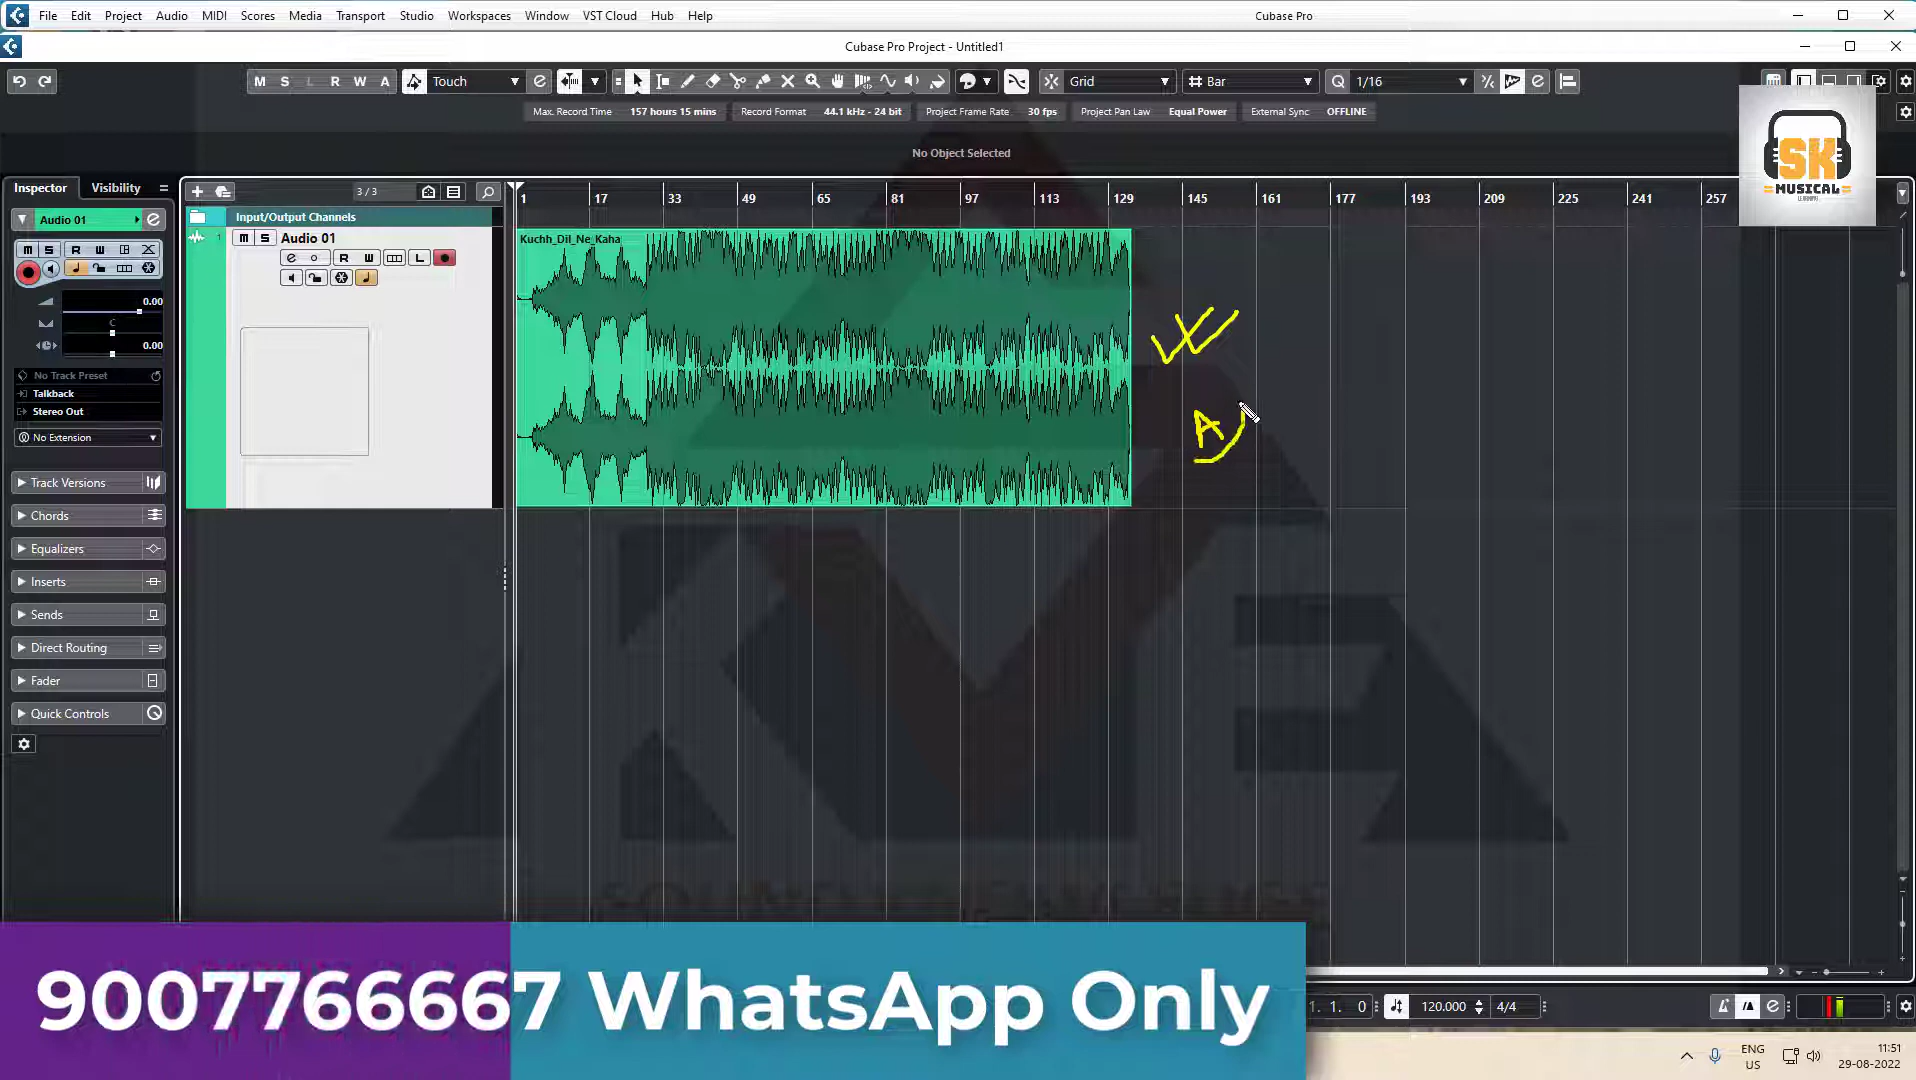 File Edit Project Audio MIDI Scores Media Transport Studio Workspaces Window VST Cloud Hub Help
Cubase Pro
Cubase Pro Project - Untitled1
M S L R W A Touch e Grid Bar Q 1/16 e
Max. Record Time 157 hours 15 mins Record Format 44.1 kHz - 24 bit Project Frame Rate 30 fps Project Pan Law Equal Power External Sync OFFLINE
No Object Selected
SK
MUSICAL
Inspector Visibility
3 / 3
1 17 33 49 65 81 97 113 129 145 161 177 193 209 225 241 257
Audio 01 e
Input/Output Channels
1 M S Audio 01
Kuchh_Dil_Ne_Kaha
M S R W
e R W L
0.00
C
0.00
No Track Preset
Talkback
Stereo Out
No Extension
A
Track Versions
Chords
Equalizers
Inserts
Sends
Direct Routing
Fader
Quick Controls
9007766667 WhatsApp Only
1. 1. 0 120.000 4/4 e
ENG
US
11:51
29-08-2022